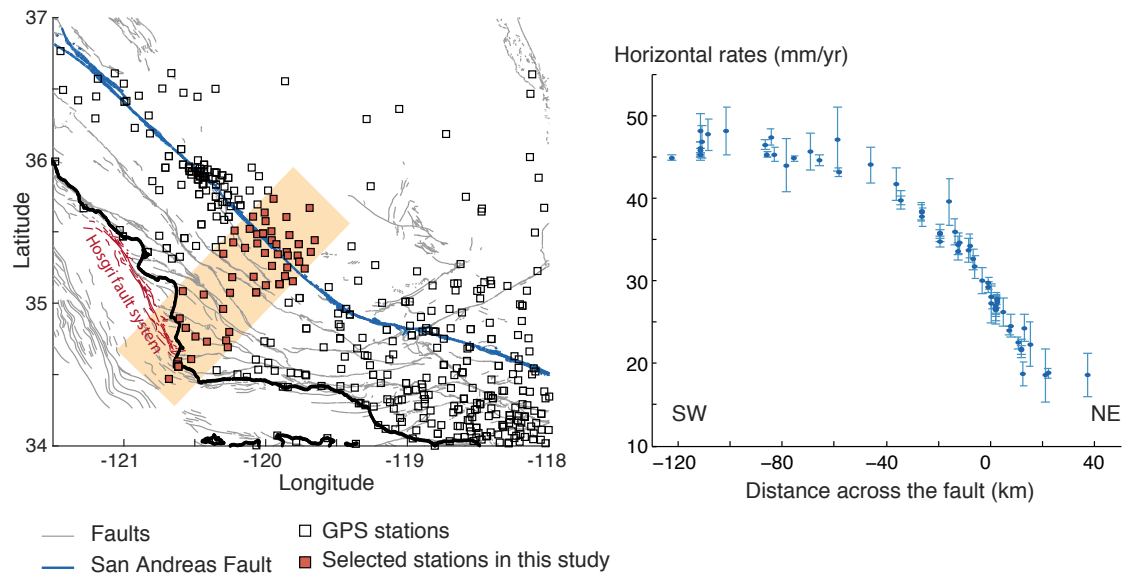 37
36
35
34
Latitude
-121
-120
-119
-118
Longitude
Hosgri fault system
Faults
San Andreas Fault
GPS stations
Selected stations in this study
Horizontal rates (mm/yr)
50
40
30
20
10
SW
NE
−120
−80
−40
0
40
Distance across the fault (km)